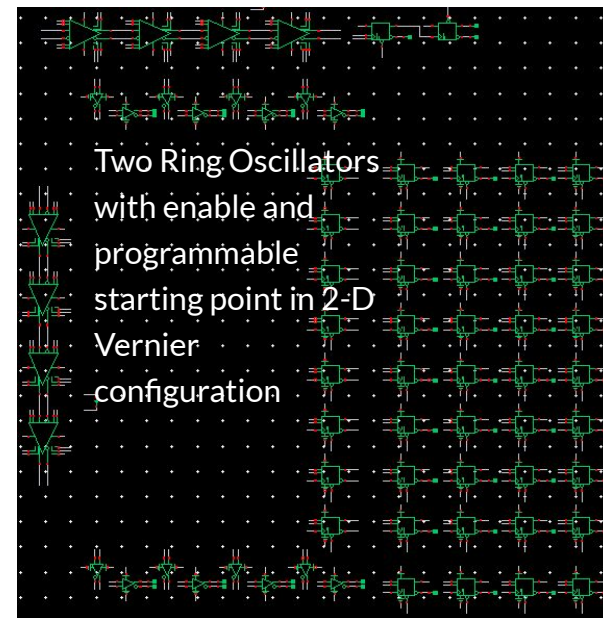 Two Ring Oscillators
with enable and
programmable
starting point in 2-D
Vernier
configuration